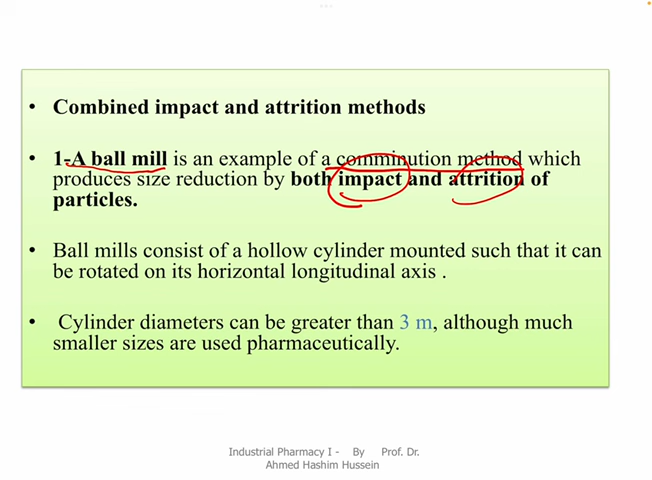 • Combined impact and attrition methods
• 1-A ball mill is an example of a comminution method which
produces size reduction by both impact and attrition of
particles.
• Ball mills consist of a hollow cylinder mounted such that it can
be rotated on its horizontal longitudinal axis .
• Cylinder diameters can be greater than 3 m, although much
smaller sizes are used pharmaceutically.
Industrial Pharmacy I - By Prof. Dr.
Ahmed Hashim Hussein